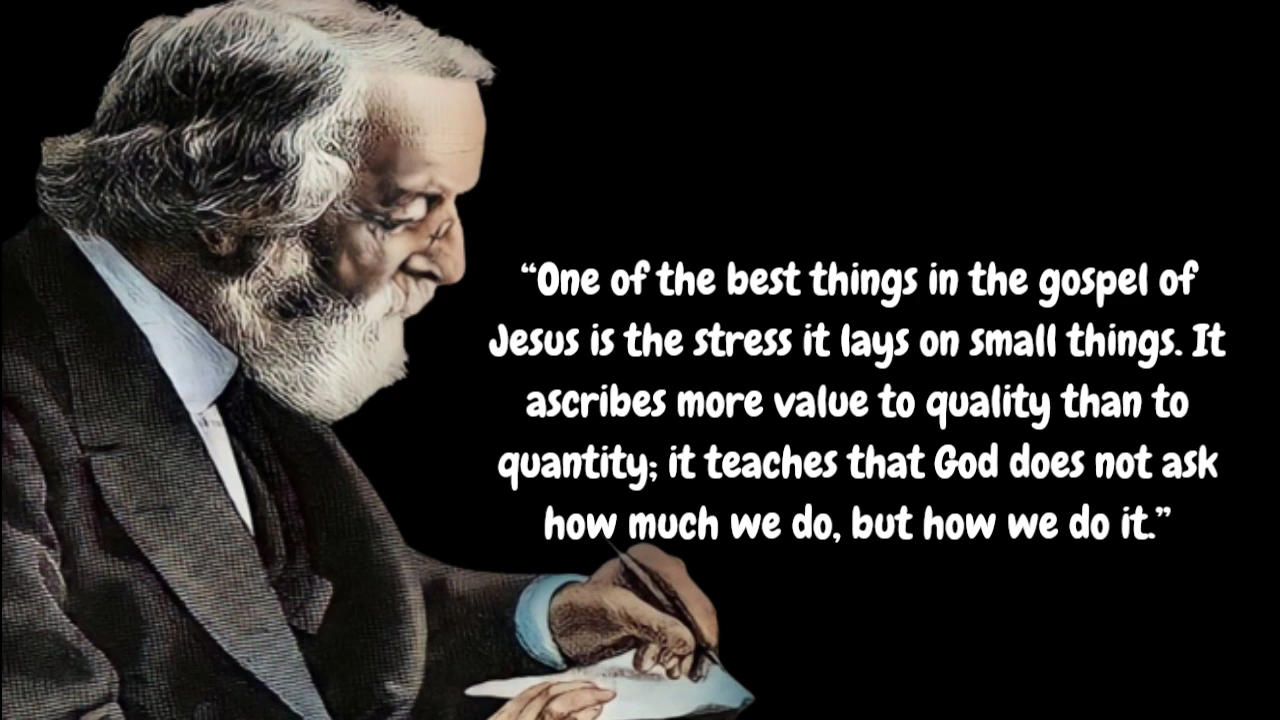 “One of the best things in the gospel of
Jesus is the stress it lays on small things. It
ascribes more value to quality than to
quantity; it teaches that God does not ask
how much we do, but how we do it.”